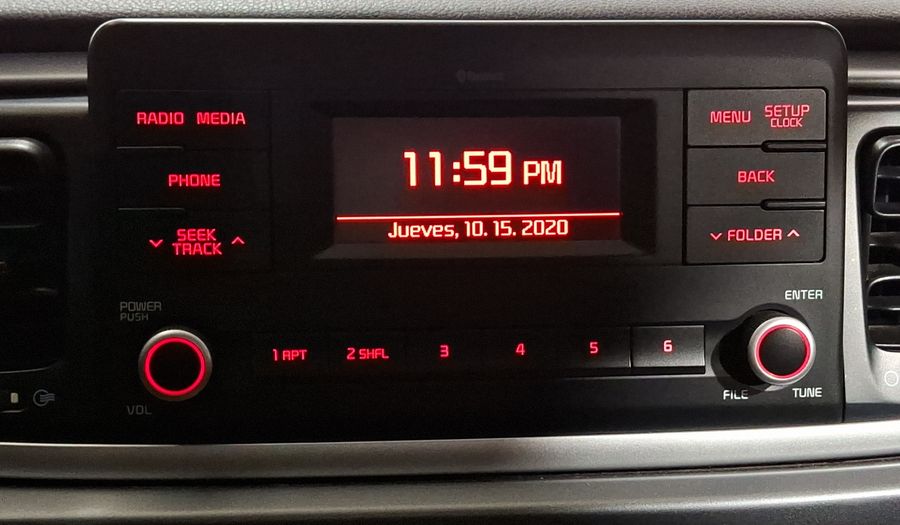 Bluetooth
RADIO MEDIA
PHONE
SEEK
TRACK
11:59 PM
Jueves, 10. 15. 2020
MENU SETUP
CLOCK
BACK
FOLDER
POWER
PUSH
VOL
1 RPT 2 SHFL 3 4 5 6
ENTER
FILE TUNE